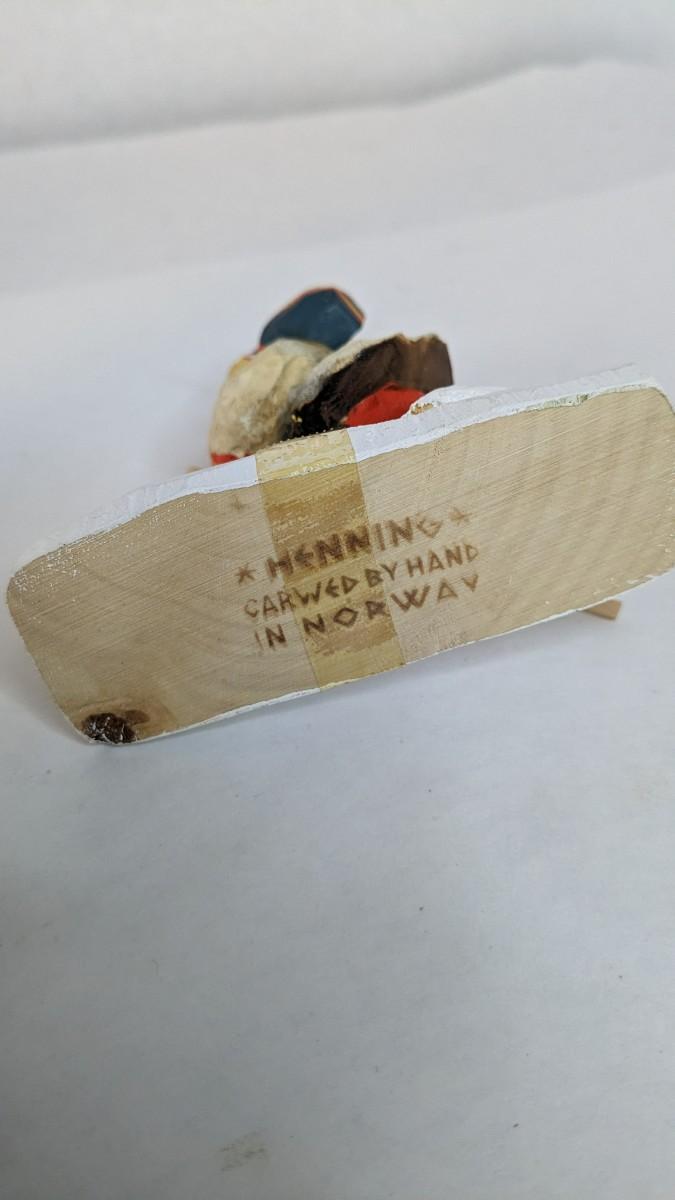 * HENNING *
CARWED BY HAND
IN NORWAY